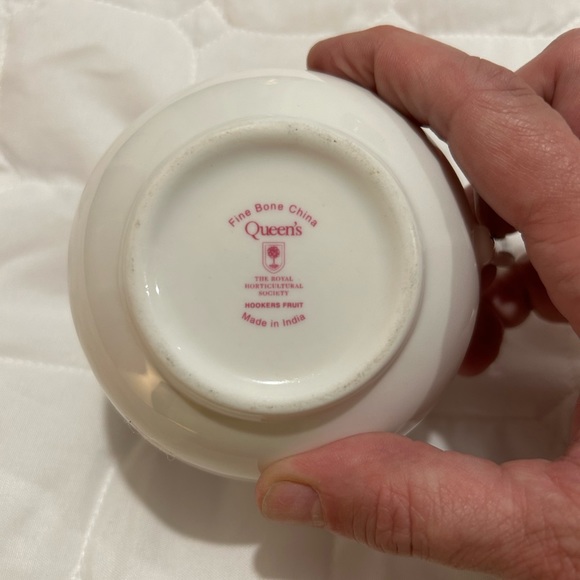 Fine Bone China
Queen's
THE ROYAL
HORTICULTURAL
SOCIETY
HOOKERS FRUIT
Made in India